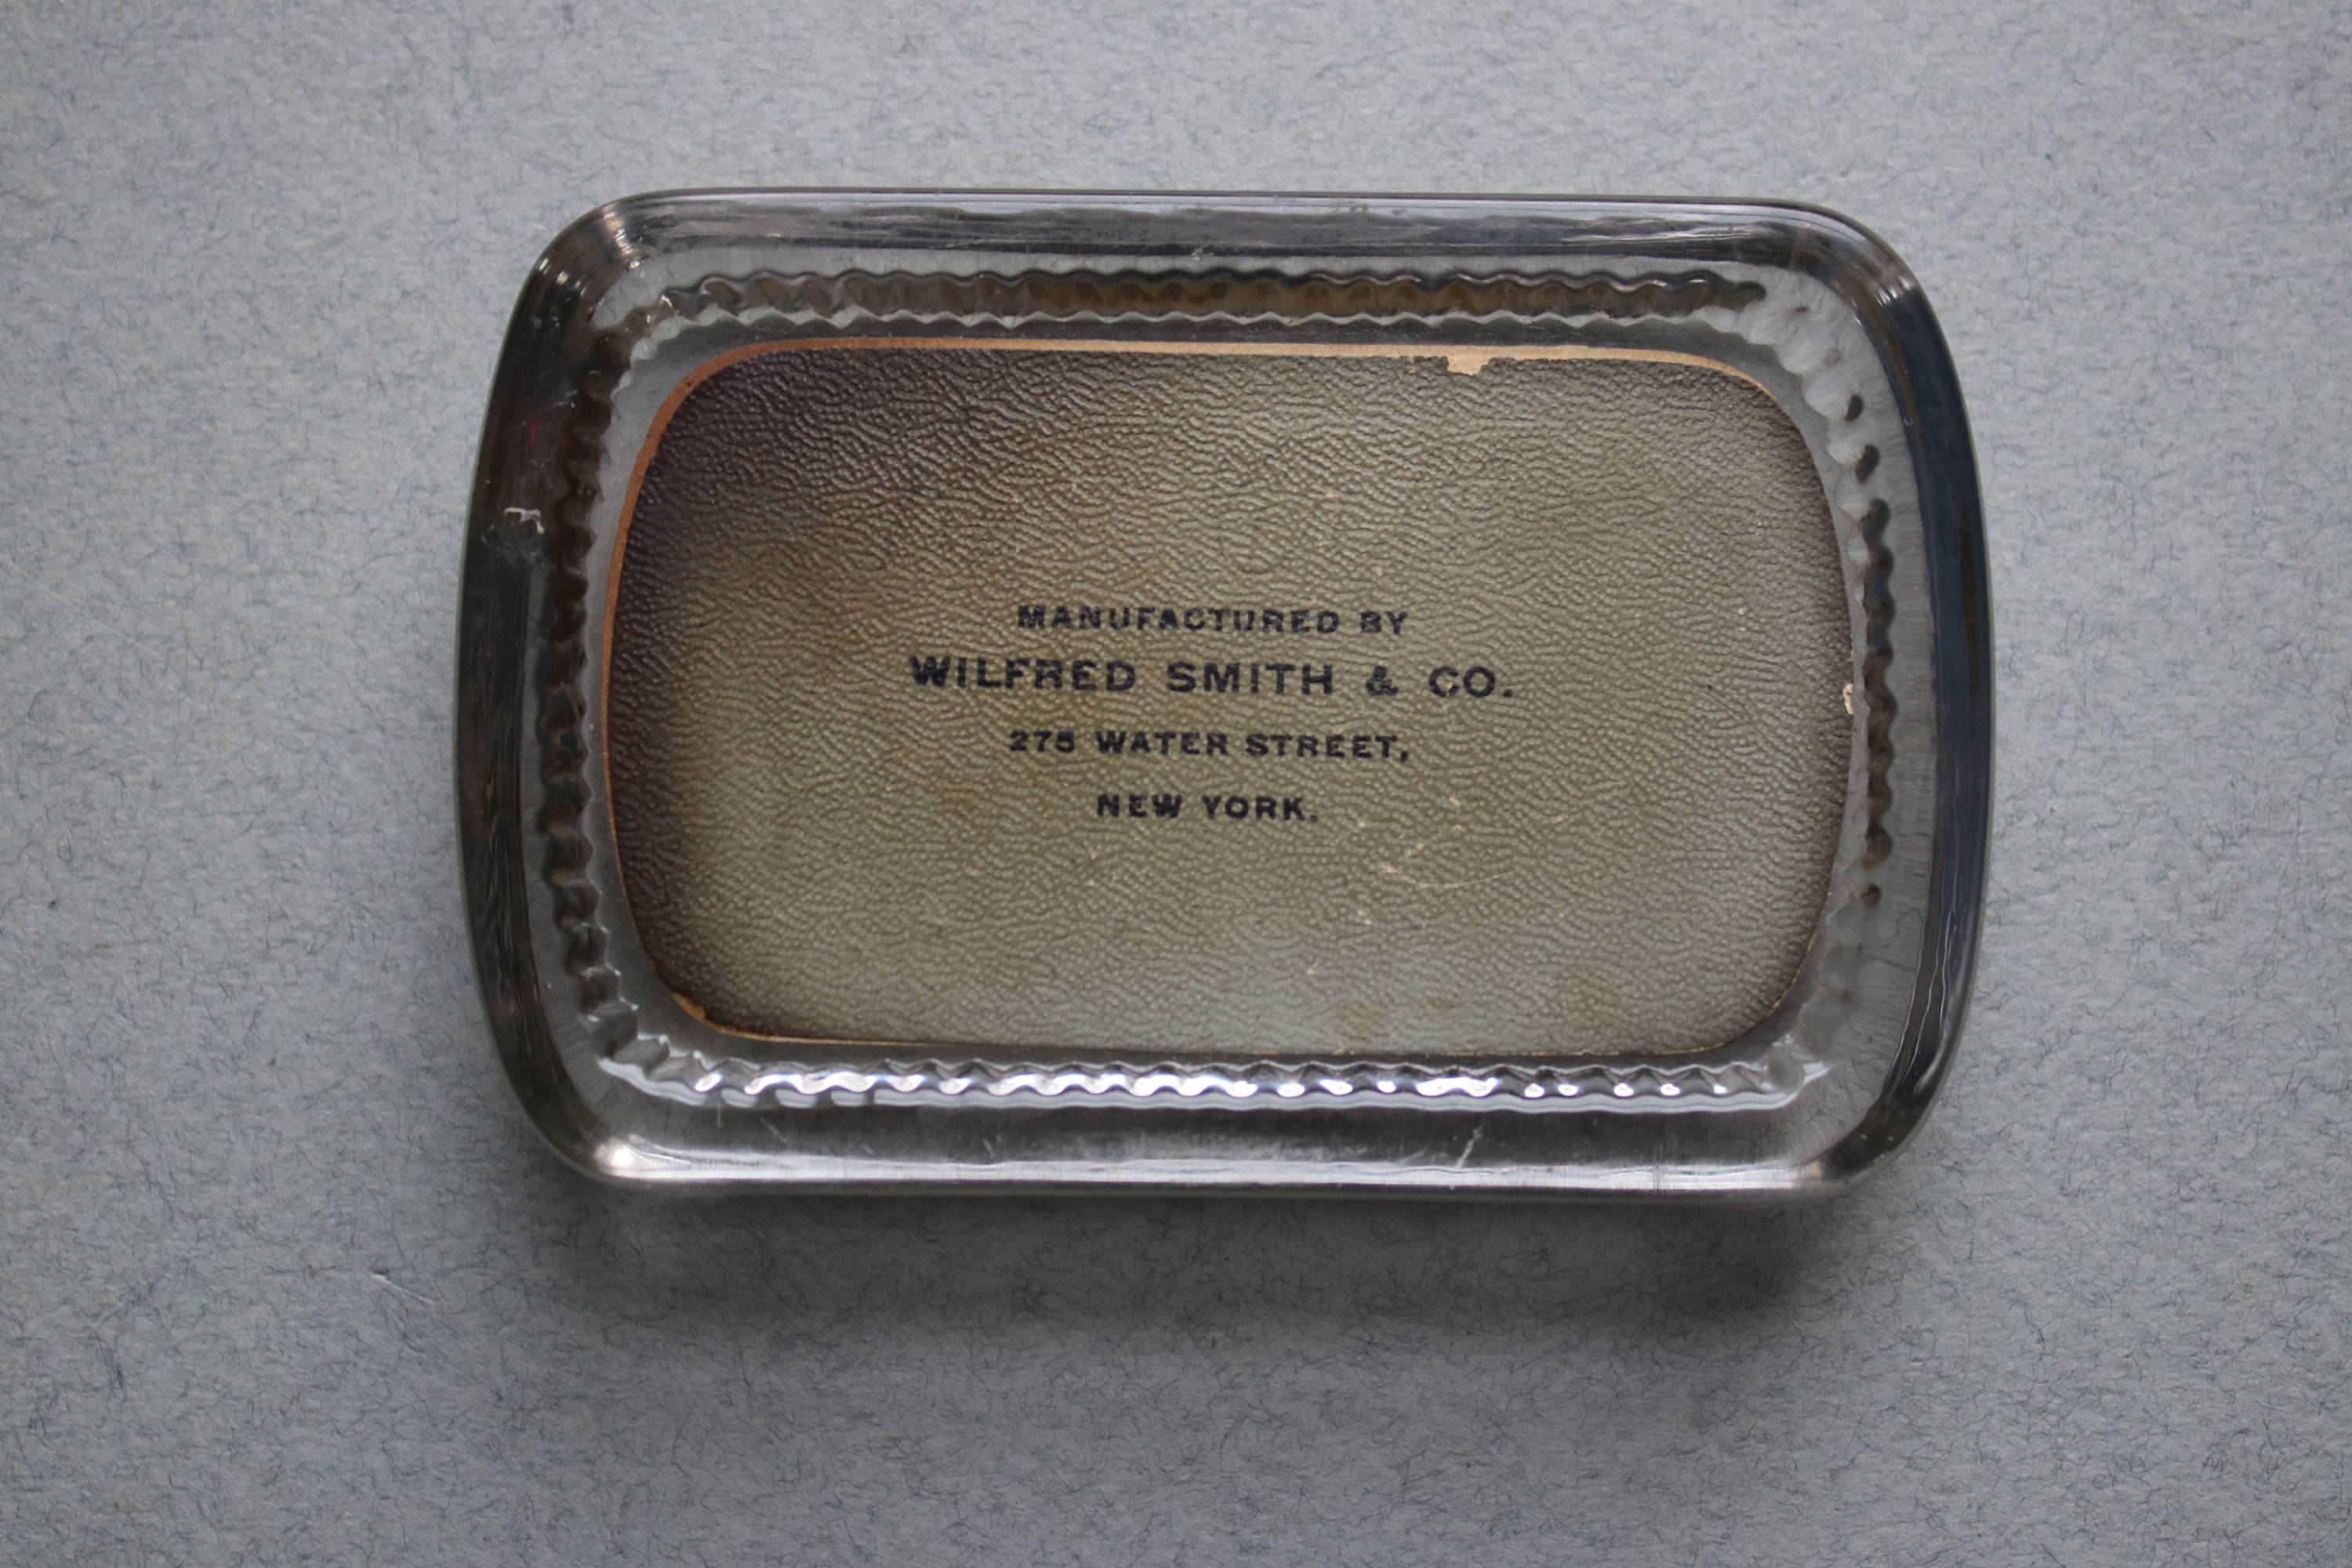 MANUFACTURED BY
WILFRED SMITH & CO.
275 WATER STREET,
NEW YORK.